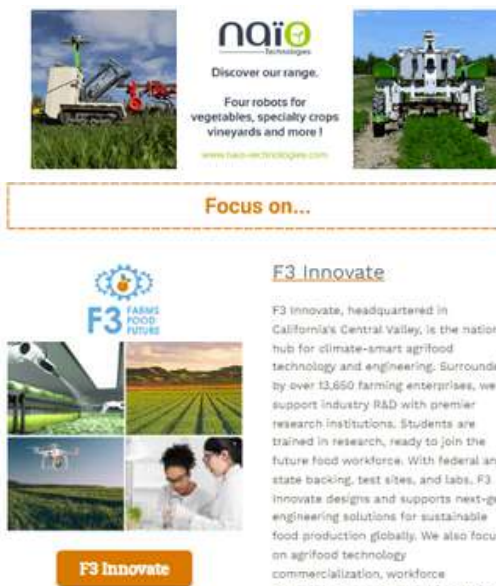 naïo
Technologies
Discover our range.
Four robots for
vegetables, specialty crops
vineyards and more !
www.naio-technologies.com
Focus on...
F3 FARMS
FOOD
FUTURE
F3 Innovate
F3 Innovate, headquartered in
California's Central Valley, is the nation
hub for climate-smart agrifood
technology and engineering. Surrounde
by over 13,650 farming enterprises, we
support industry R&D with premier
research institutions. Students are
trained in research, ready to join the
future food workforce. With federal an
state backing, test sites, and labs, F3
Innovate designs and supports next-ge
engineering solutions for sustainable
food production globally. We also focu
on agrifood technology
commercialization, workforce
F3 Innovate